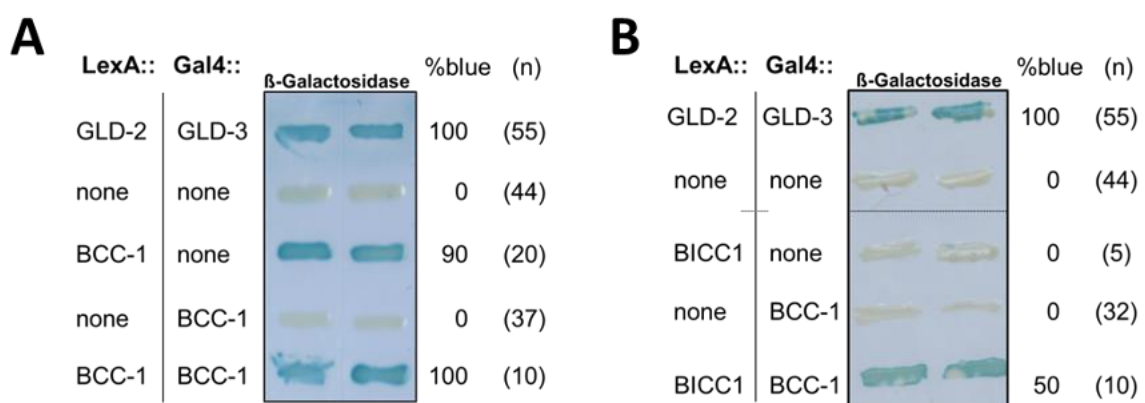 A
LexA:: Gal4:: ß-Galactosidase %blue (n)
GLD-2 GLD-3 100 (55)
none none 0 (44)
BCC-1 none 90 (20)
none BCC-1 0 (37)
BCC-1 BCC-1 100 (10)
B
LexA:: Gal4:: ß-Galactosidase %blue (n)
GLD-2 GLD-3 100 (55)
none none 0 (44)
BICC1 none 0 (5)
none BCC-1 0 (32)
BICC1 BCC-1 50 (10)